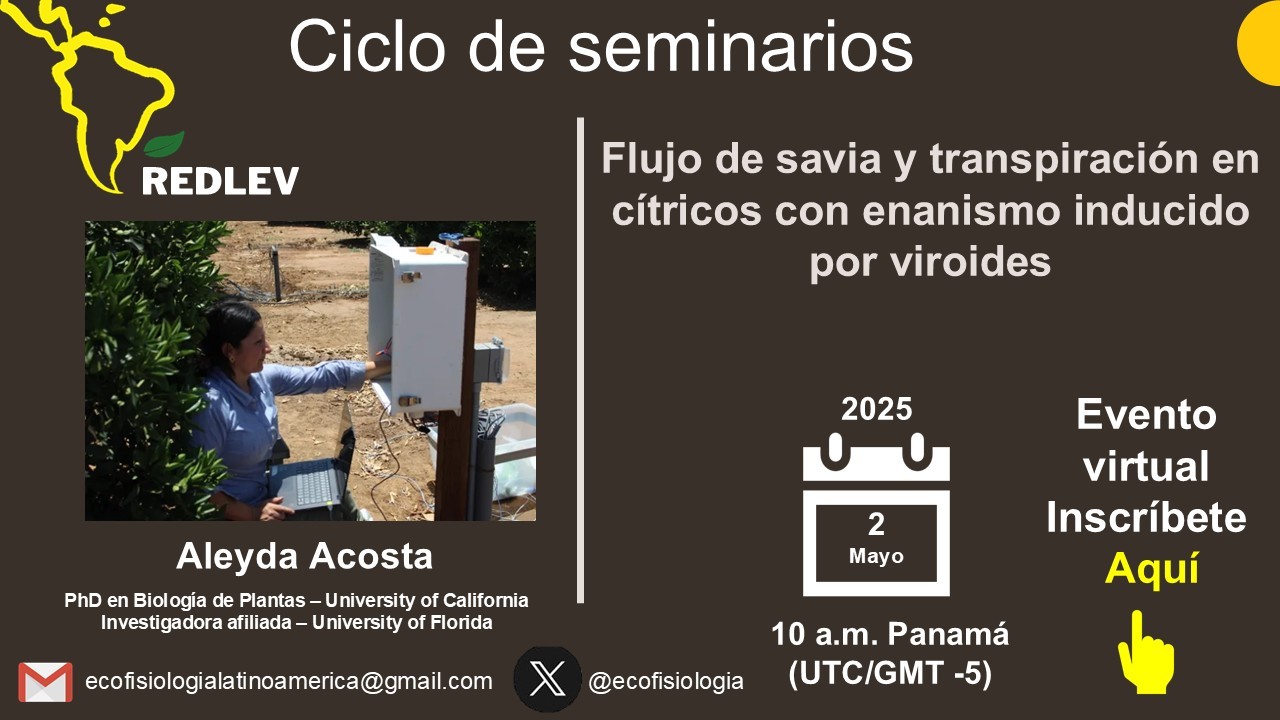 Ciclo de seminarios
REDLEV
Flujo de savia y transpiración en
cítricos con enanismo inducido
por viroides
Aleyda Acosta
PhD en Biología de Plantas – University of California
Investigadora afiliada – University of Florida
2025
2
Mayo
10 a.m. Panamá
(UTC/GMT -5)
Evento
virtual
Inscríbete
Aquí
ecofisiologialatinoamerica@gmail.com
@ecofisiologia